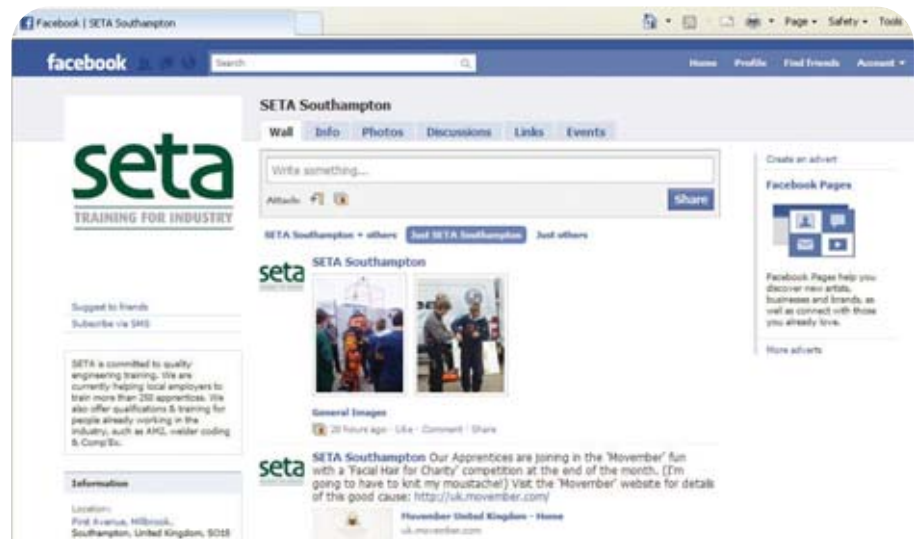 Facebook | SETA Southampton
Page
Safety
Tools
facebook
Search
Home Profile Find friends Account
SETA Southampton
Wall Info Photos Discussions Links Events
Write something...
Attach:
Share
seta
TRAINING FOR INDUSTRY
Suggest to friends
Subscribe via SMS
SETA is committed to quality
engineering training. We are
currently helping local employers to
train more than 250 apprentices. We
also offer qualifications & training for
people already working in the
industry, such as AM2, welder coding
& CompEx.
Information
Location:
First Avenue, Millbrook,
Southampton, United Kingdom, SO15
SETA Southampton + others Just SETA Southampton Just others
seta
SETA Southampton
General Images
20 hours ago · Like · Comment · Share
seta
SETA Southampton Our Apprentices are joining in the 'Movember' fun
with a 'Facial Hair for Charity' competition at the end of the month. (I'm
going to have to knit my moustache!) Visit the 'Movember' website for details
of this good cause: http://uk.movember.com/
Movember United Kingdom - Home
uk.movember.com
Create an advert
Facebook Pages
Facebook Pages help you
discover new artists,
businesses and brands, as
well as connect with those
you already love.
More adverts